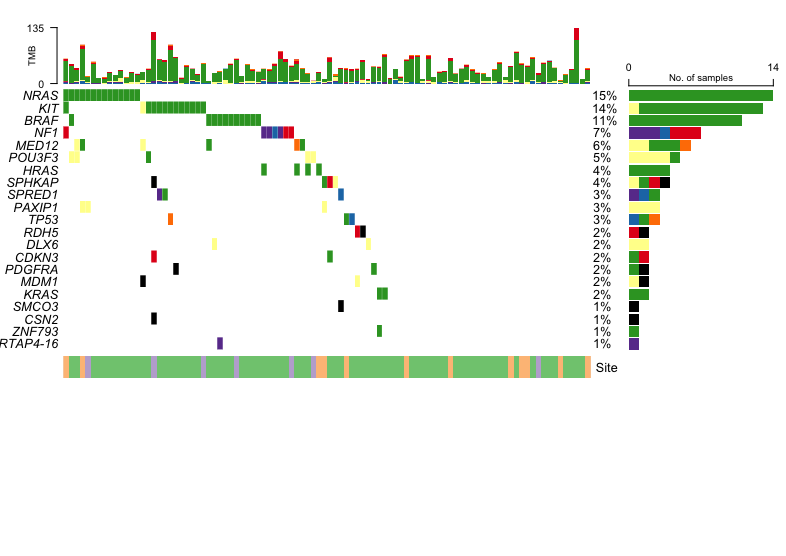 135
TMB
0
0 14
No. of samples
NRAS 15%
KIT 14%
BRAF 11%
NF1 7%
MED12 6%
POU3F3 5%
HRAS 4%
SPHKAP 4%
SPRED1 3%
PAXIP1 3%
TP53 3%
RDH5 2%
DLX6 2%
CDKN3 2%
PDGFRA 2%
MDM1 2%
KRAS 2%
SMCO3 1%
CSN2 1%
ZNF793 1%
RTAP4-16 1%
Site